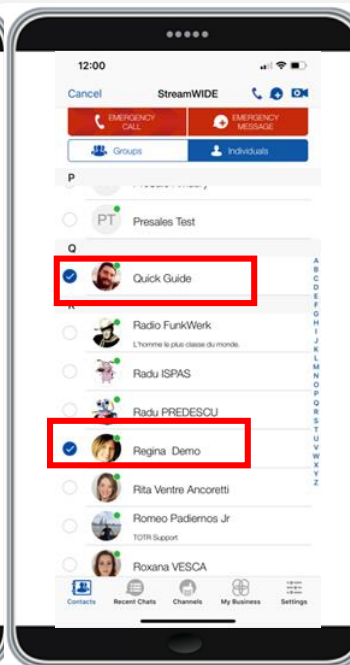 12:00
Cancel StreamWIDE
EMERGENCY CALL EMERGENCY MESSAGE
Groups Individuals
P
PT Presales Test
Q
Quick Guide
Radio FunkWerk
L'homme le plus classe du monde.
Radu ISPAS
Radu PREDESCU
Regina Demo
Rita Ventre Ancoretti
Romeo Padiernos Jr
TOTR Support
Roxana VESCA
A
B
C
D
E
F
G
H
I
J
K
L
M
N
O
P
Q
R
S
T
U
V
W
X
Y
Z
Contacts Recent Chats Channels My Business Settings